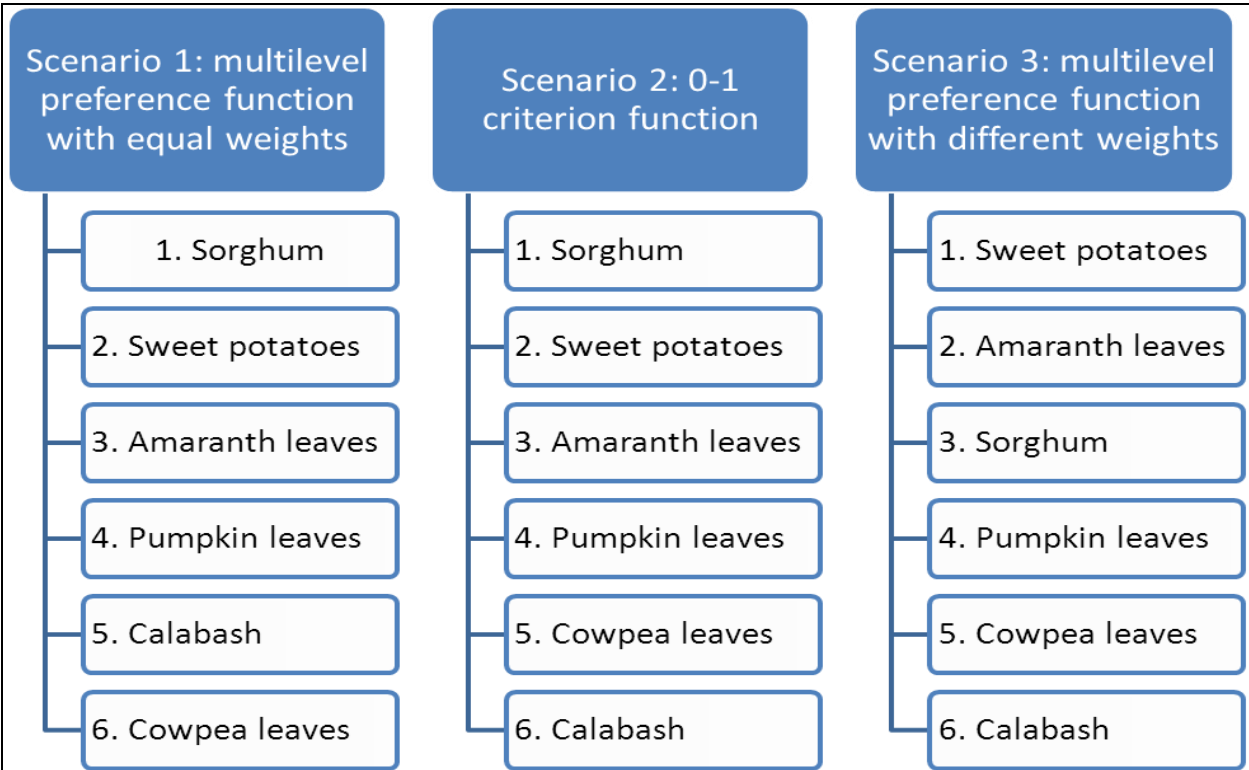 Scenario 1: multilevel
preference function
with equal weights
1. Sorghum
2. Sweet potatoes
3. Amaranth leaves
4. Pumpkin leaves
5. Calabash
6. Cowpea leaves
Scenario 2: 0-1
criterion function
1. Sorghum
2. Sweet potatoes
3. Amaranth leaves
4. Pumpkin leaves
5. Cowpea leaves
6. Calabash
Scenario 3: multilevel
preference function
with different weights
1. Sweet potatoes
2. Amaranth leaves
3. Sorghum
4. Pumpkin leaves
5. Cowpea leaves
6. Calabash